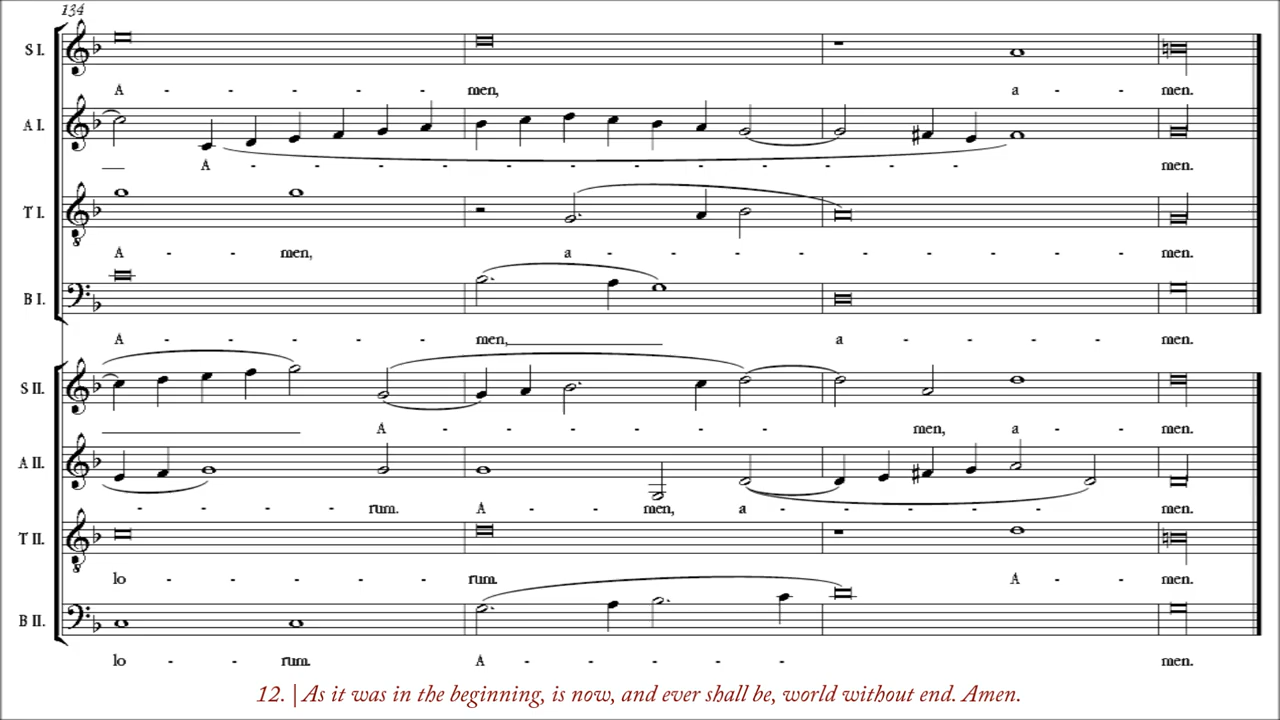 134
S I.
A - - - - men, a - men.
A I.
A - - - - - - - - - - men.
T I.
A - - men, a - - - - - - - - men.
B I.
A - - - - men, a - - - men.
S II.
A - - - - - - men, a - - men.
A II.
- - - - rum. A - - men, a - - - - - men.
T II.
lo - - - - - rum. A - - men.
B II.
lo - - rum. A - - - - - men.
12. | As it was in the beginning, is now, and ever shall be, world without end. Amen.